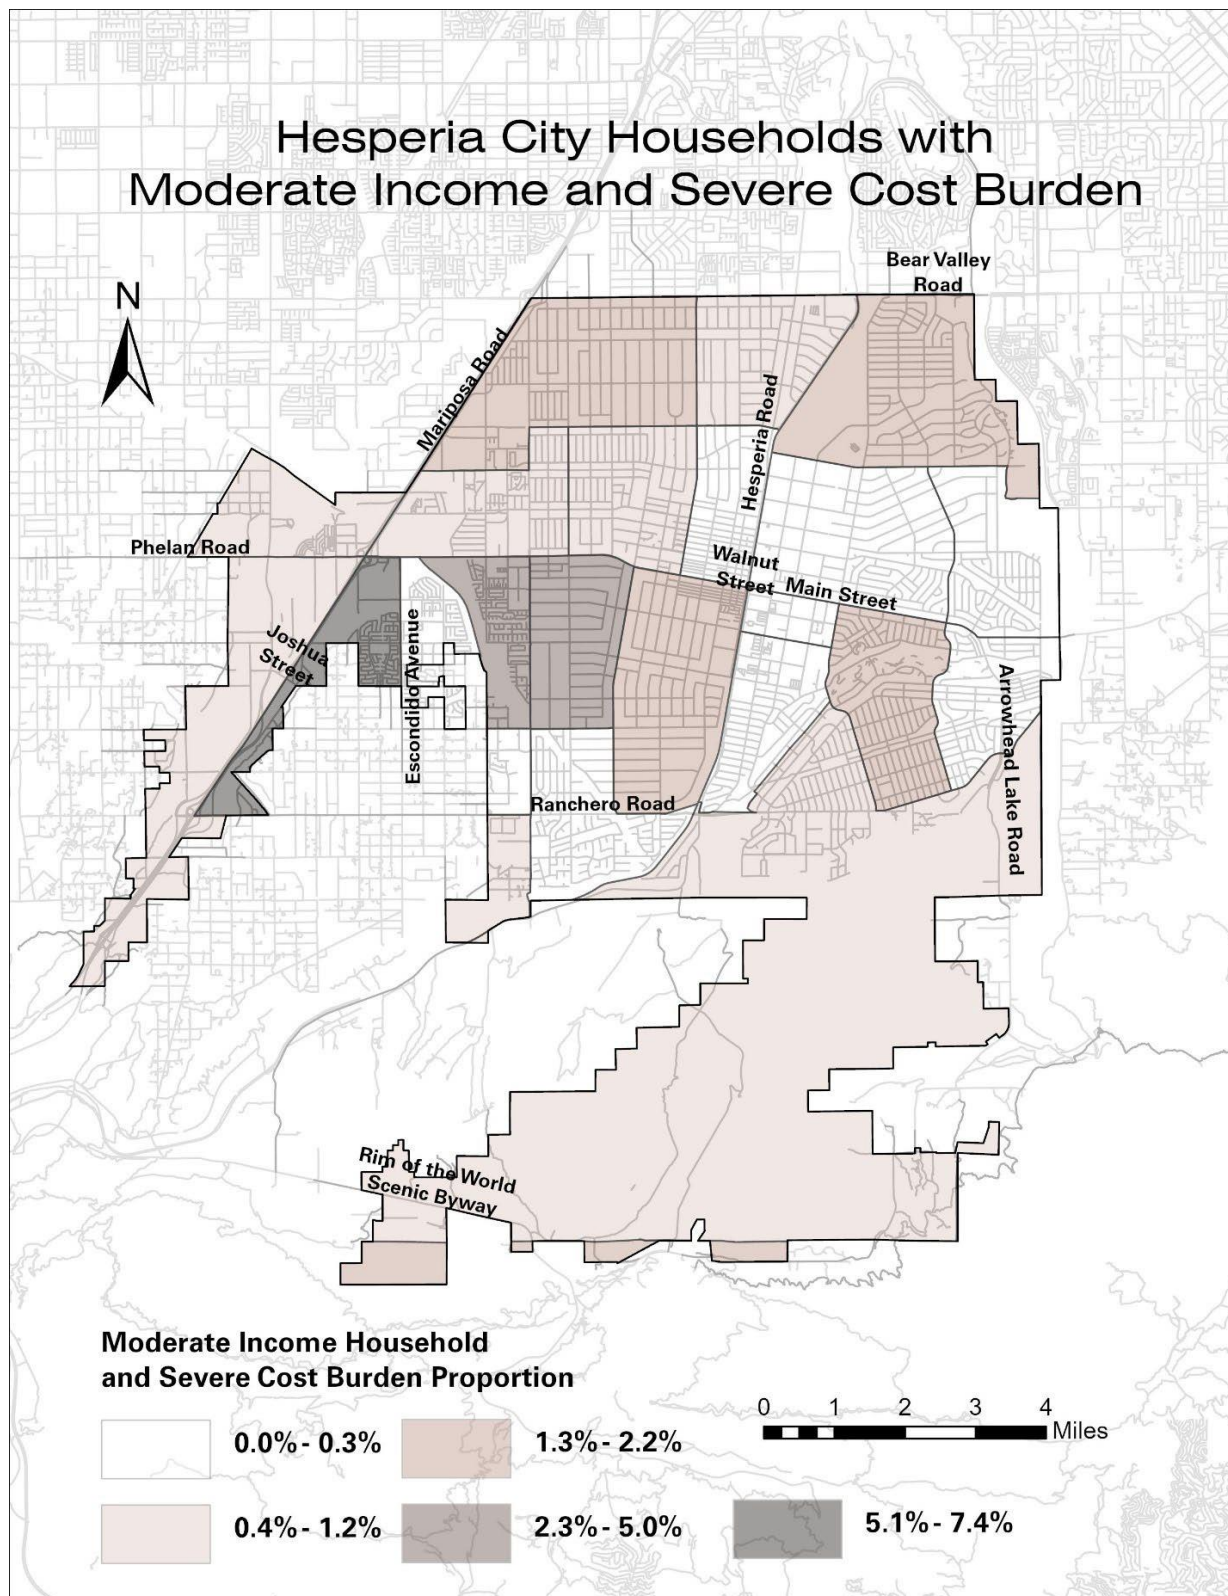 Hesperia City Households with
Moderate Income and Severe Cost Burden
Bear Valley
Road
N
Mariposa Road
Hesperia Road
Phelan Road
Walnut
Street
Main Street
Joshua
Street
Escondido Avenue
Arrowhead Lake Road
Ranchero Road
Rim of the World
Scenic Byway
Moderate Income Household
and Severe Cost Burden Proportion
0 1 2 3 4
Miles
0.0% - 0.3%
1.3% - 2.2%
0.4% - 1.2%
2.3% - 5.0%
5.1% - 7.4%